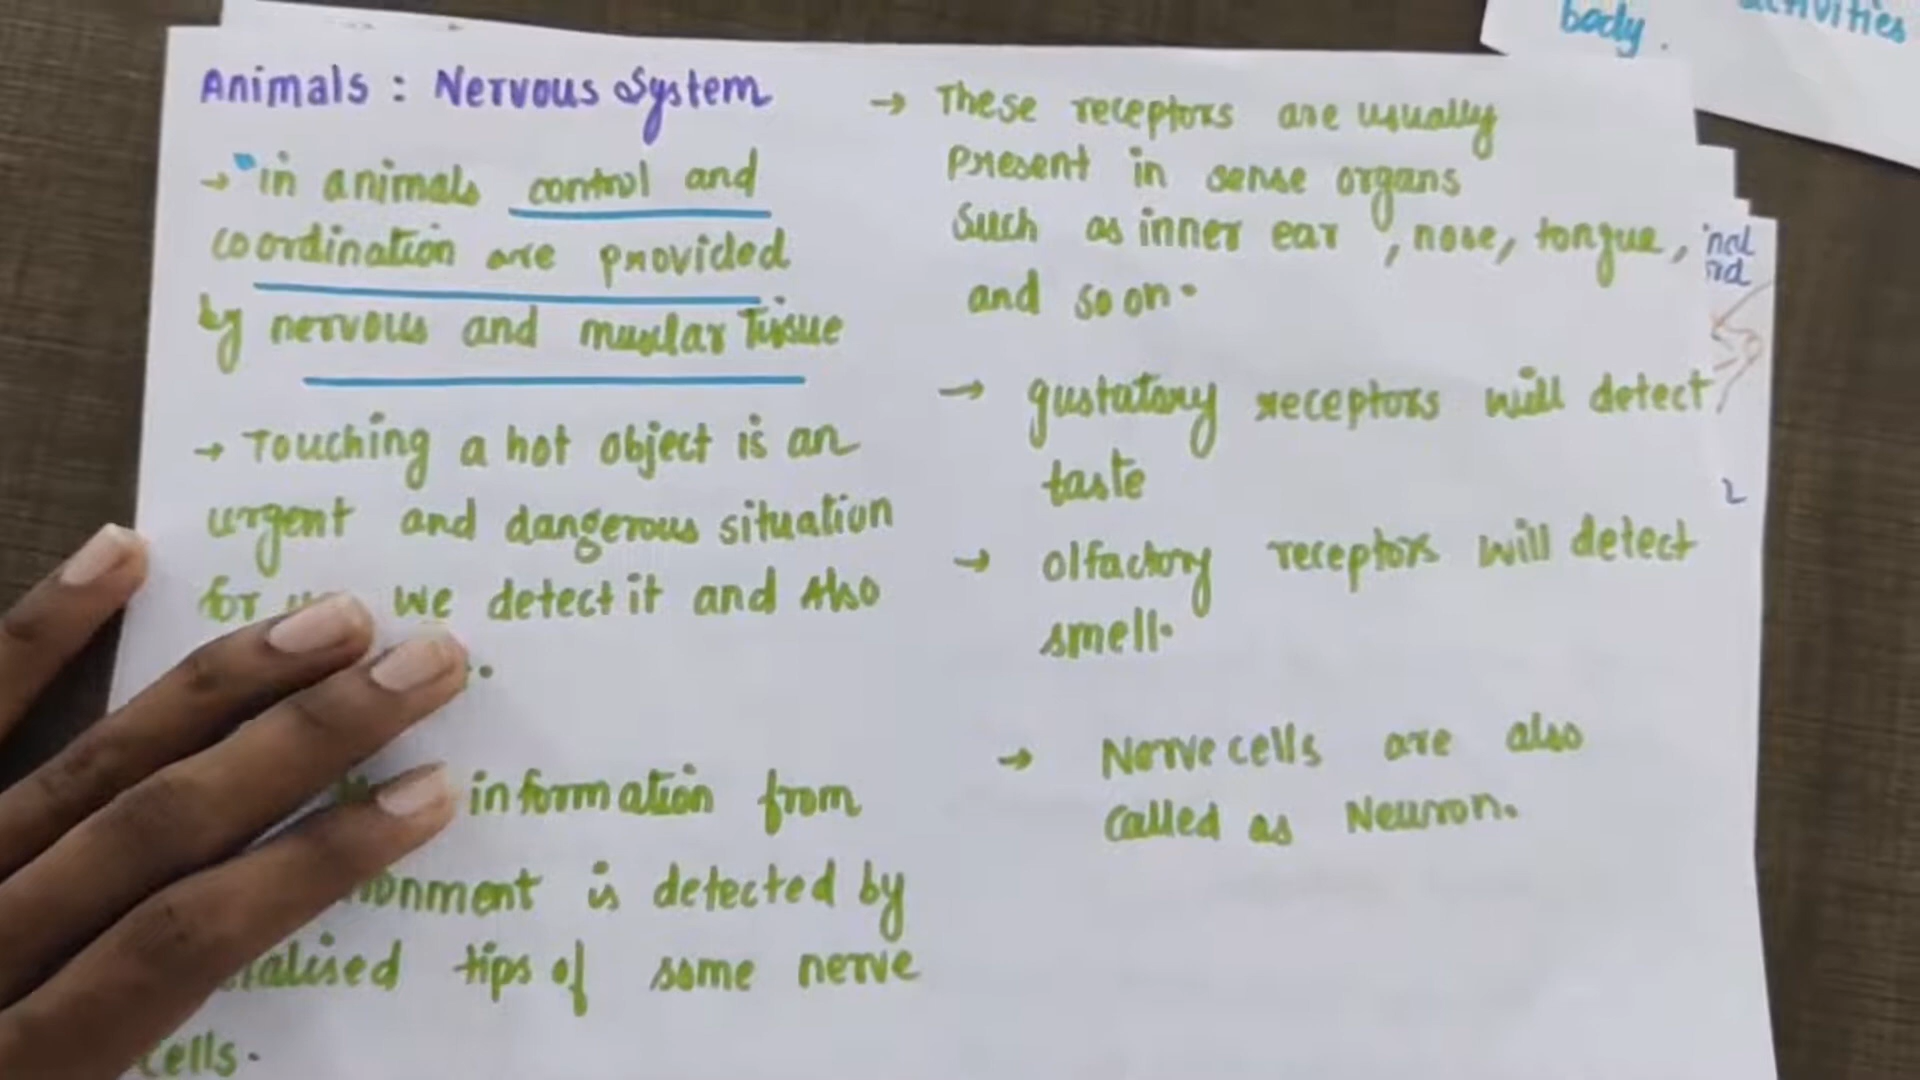 Animals : Nervous System
→ in animals control and
coordination are provided
by nervous and muslar Tissue
→ Touching a hot object is an
urgent and dangerous situation
for we detect it and Also
information from
is detected by
tips of some nerve
cells.
→ These receptors are usually
present in sense organs
Such as inner ear , nose, tongue,
and so on.
→ gustatory receptors will detect
taste
→ olfactory receptors will detect
smell.
→ Nerve cells are also
called as Neuron.
body.
activities